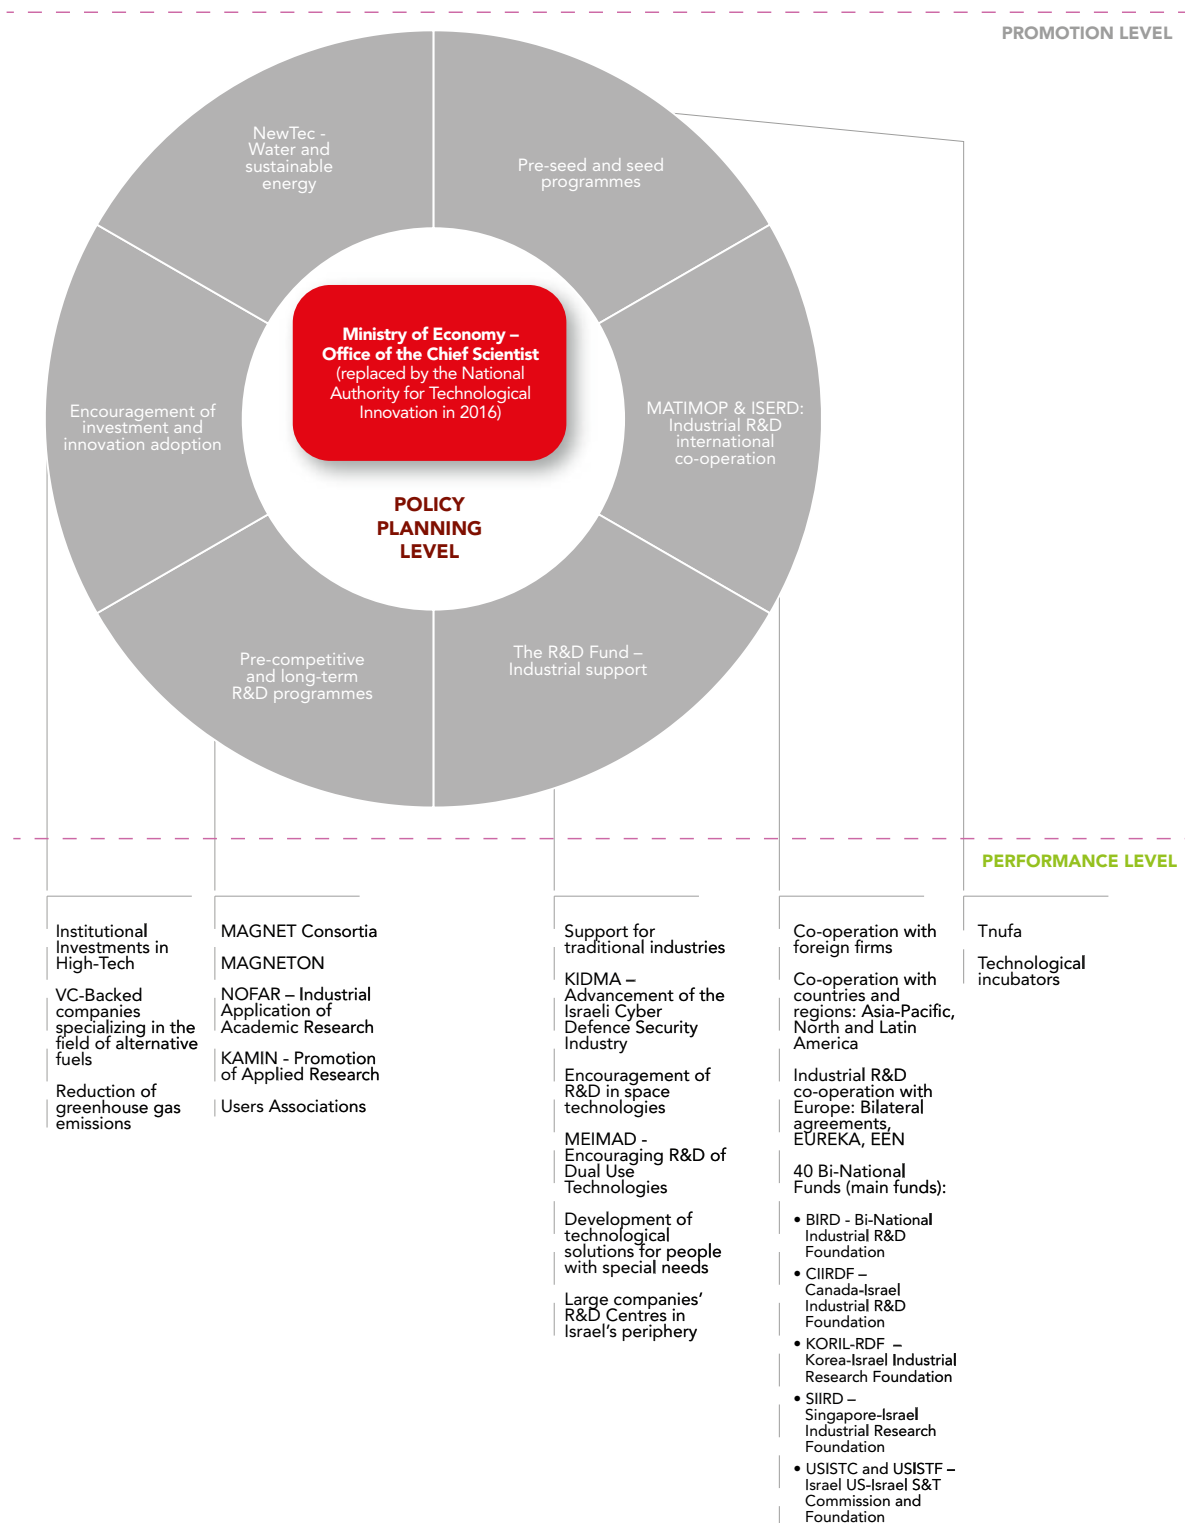 PROMOTION LEVEL
NewTec -
Water and
sustainable
energy
Pre-seed and seed
programmes
Ministry of Economy –
Office of the Chief Scientist
(replaced by the National
Authority for Technological
Innovation in 2016)
Encouragement of
investment and
innovation adoption
MATIMOP & ISERD:
Industrial R&D
international
co-operation
POLICY
PLANNING
LEVEL
Pre-competitive
and long-term
R&D programmes
The R&D Fund –
Industrial support
PERFORMANCE LEVEL
Institutional
Investments in
High-Tech
VC-Backed
companies
specializing in the
field of alternative
fuels
Reduction of
greenhouse gas
emissions
MAGNET Consortia
MAGNETON
NOFAR – Industrial
Application of
Academic Research
KAMIN - Promotion
of Applied Research
Users Associations
Support for
traditional industries
KIDMA –
Advancement of the
Israeli Cyber
Defence Security
Industry
Encouragement of
R&D in space
technologies
MEIMAD -
Encouraging R&D of
Dual Use
Technologies
Development of
technological
solutions for people
with special needs
Large companies’
R&D Centres in
Israel’s periphery
Co-operation with
foreign firms
Co-operation with
countries and
regions: Asia-Pacific,
North and Latin
America
Industrial R&D
co-operation with
Europe: Bilateral
agreements,
EUREKA, EEN
40 Bi-National
Funds (main funds):
• BIRD - Bi-National
Industrial R&D
Foundation
• CIIRDF –
Canada-Israel
Industrial R&D
Foundation
• KORIL-RDF –
Korea-Israel Industrial
Research Foundation
• SIIRD –
Singapore-Israel
Industrial Research
Foundation
• USISTC and USISTF –
Israel US-Israel S&T
Commission and
Foundation
Tnufa
Technological
incubators